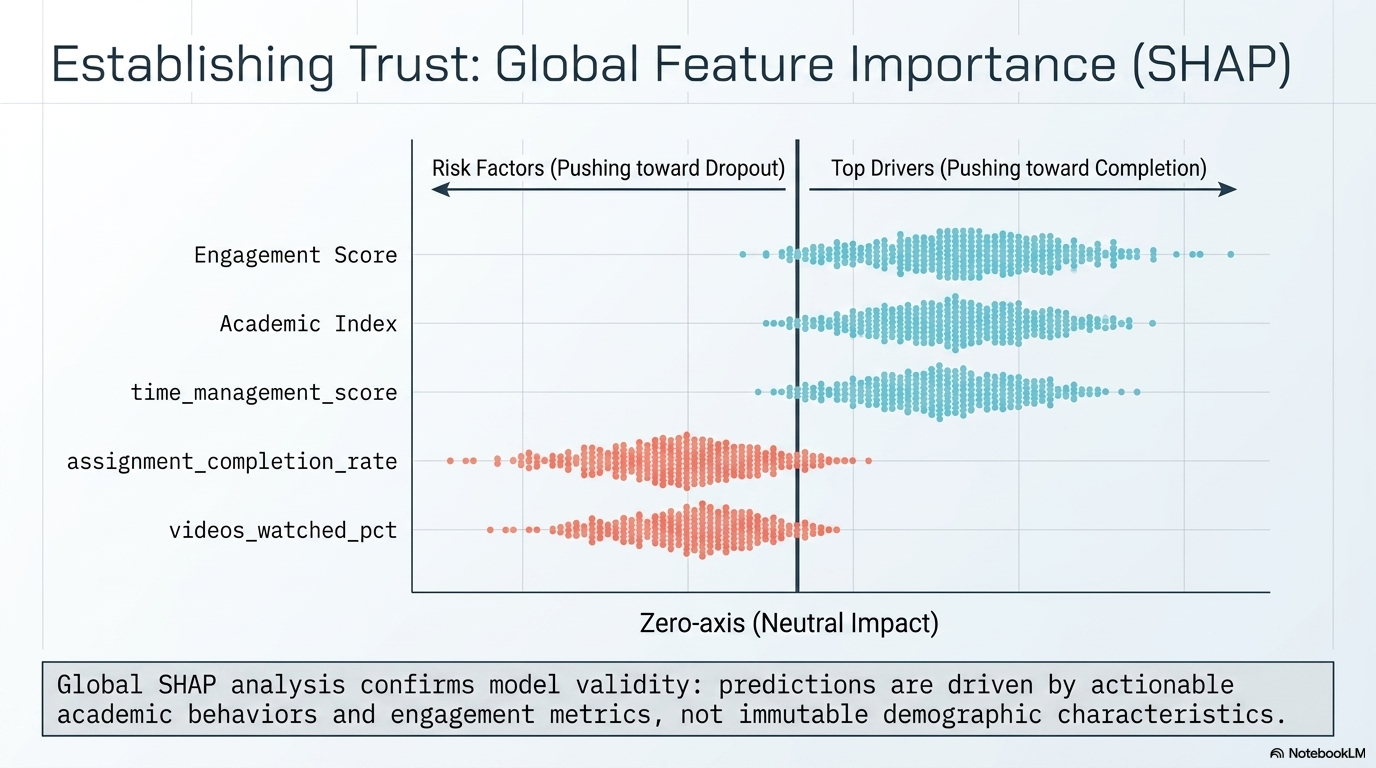 Establishing Trust: Global Feature Importance (SHAP)
Risk Factors (Pushing toward Dropout)
Top Drivers (Pushing toward Completion)
Engagement Score
Academic Index
time_management_score
assignment_completion_rate
videos_watched_pct
Zero-axis (Neutral Impact)
Global SHAP analysis confirms model validity: predictions are driven by actionable
academic behaviors and engagement metrics, not immutable demographic characteristics.
NotebookLM